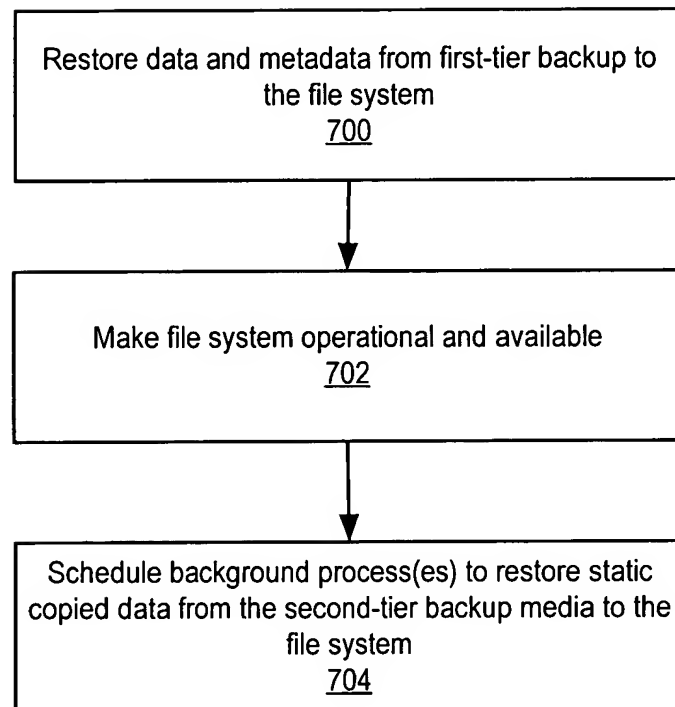 Restore data and metadata from first-tier backup to
the file system
700
Make file system operational and available
702
Schedule background process(es) to restore static
copied data from the second-tier backup media to the
file system
704